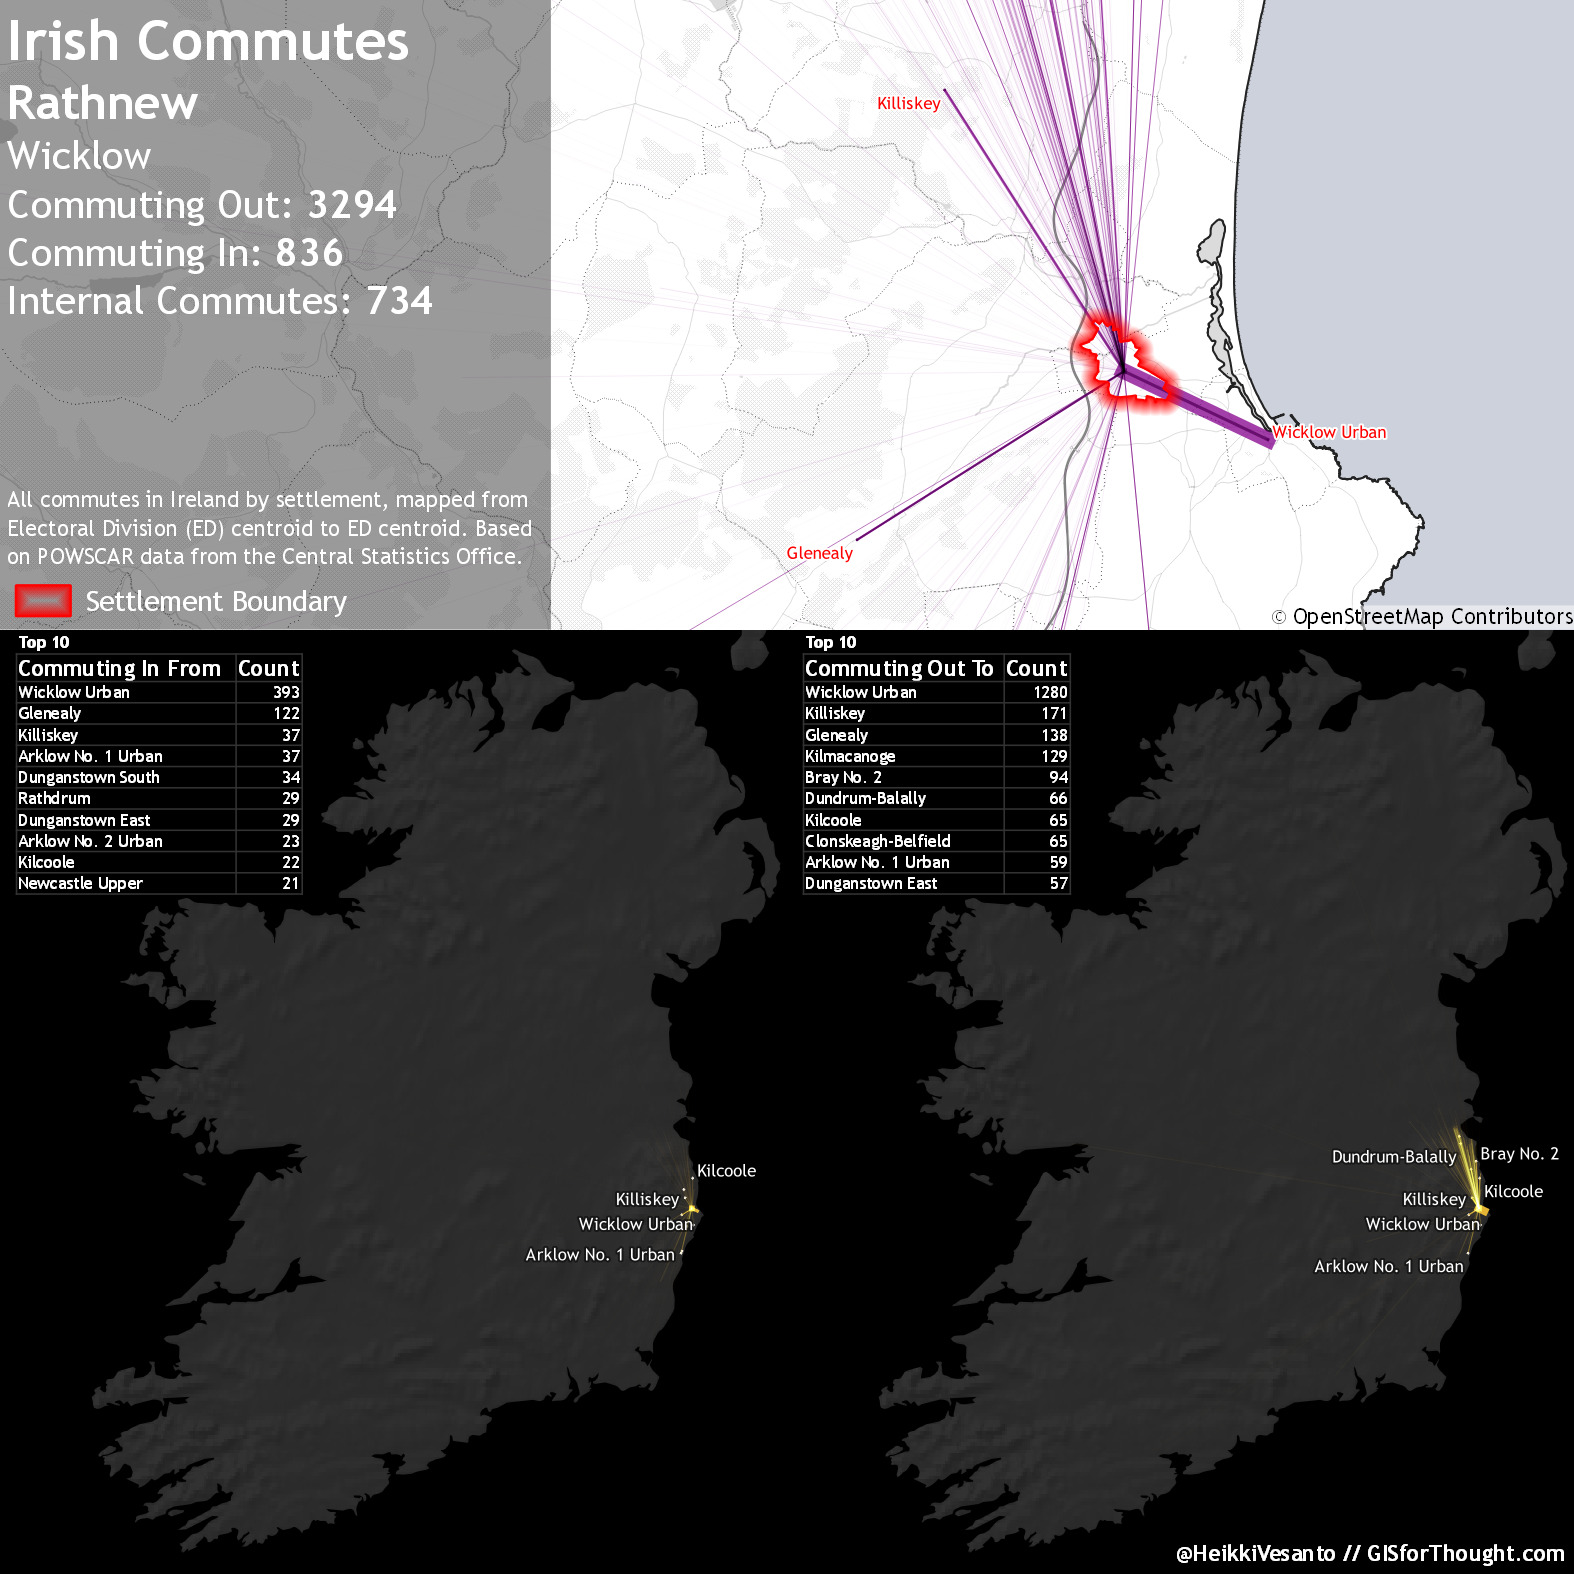 Irish Commutes
Rathnew
Wicklow
Commuting Out: 3294
Commuting In: 836
Internal Commutes: 734
All commutes in Ireland by settlement, mapped from
Electoral Division (ED) centroid to ED centroid. Based
on POWSCAR data from the Central Statistics Office.
Settlement Boundary
Killiskey
Wicklow Urban
Glenealy
© OpenStreetMap Contributors
Top 10
Commuting In From Count
Wicklow Urban 393
Glenealy 122
Killiskey 37
Arklow No. 1 Urban 37
Dunganstown South 34
Rathdrum 29
Dunganstown East 29
Arklow No. 2 Urban 23
Kilcoole 22
Newcastle Upper 21
Kilcoole
Killiskey
Wicklow Urban
Arklow No. 1 Urban
Top 10
Commuting Out To Count
Wicklow Urban 1280
Killiskey 171
Glenealy 138
Kilmacanoge 129
Bray No. 2 94
Dundrum-Balally 66
Kilcoole 65
Clonskeagh-Belfield 65
Arklow No. 1 Urban 59
Dunganstown East 57
Dundrum-Balally
Bray No. 2
Kilcoole
Killiskey
Wicklow Urban
Arklow No. 1 Urban
@HeikkiVesanto // GISforThought.com